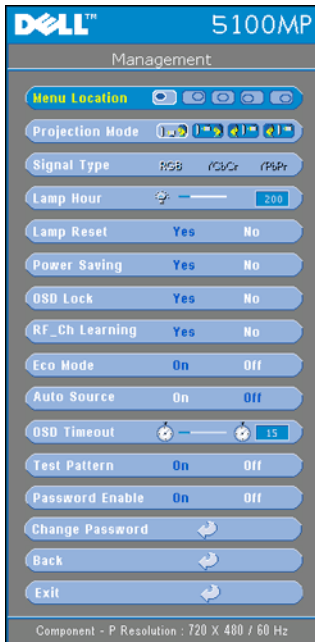 DELL™ 5100MP
Management
Menu Location
Projection Mode
Signal Type RGB YCbCr YPbPr
Lamp Hour 200
Lamp Reset Yes No
Power Saving Yes No
OSD Lock Yes No
RF_Ch Learning Yes No
Eco Mode On Off
Auto Source On Off
OSD Timeout 15
Test Pattern On Off
Password Enable On Off
Change Password
Back
Exit
Component - P Resolution : 720 X 480 / 60 Hz